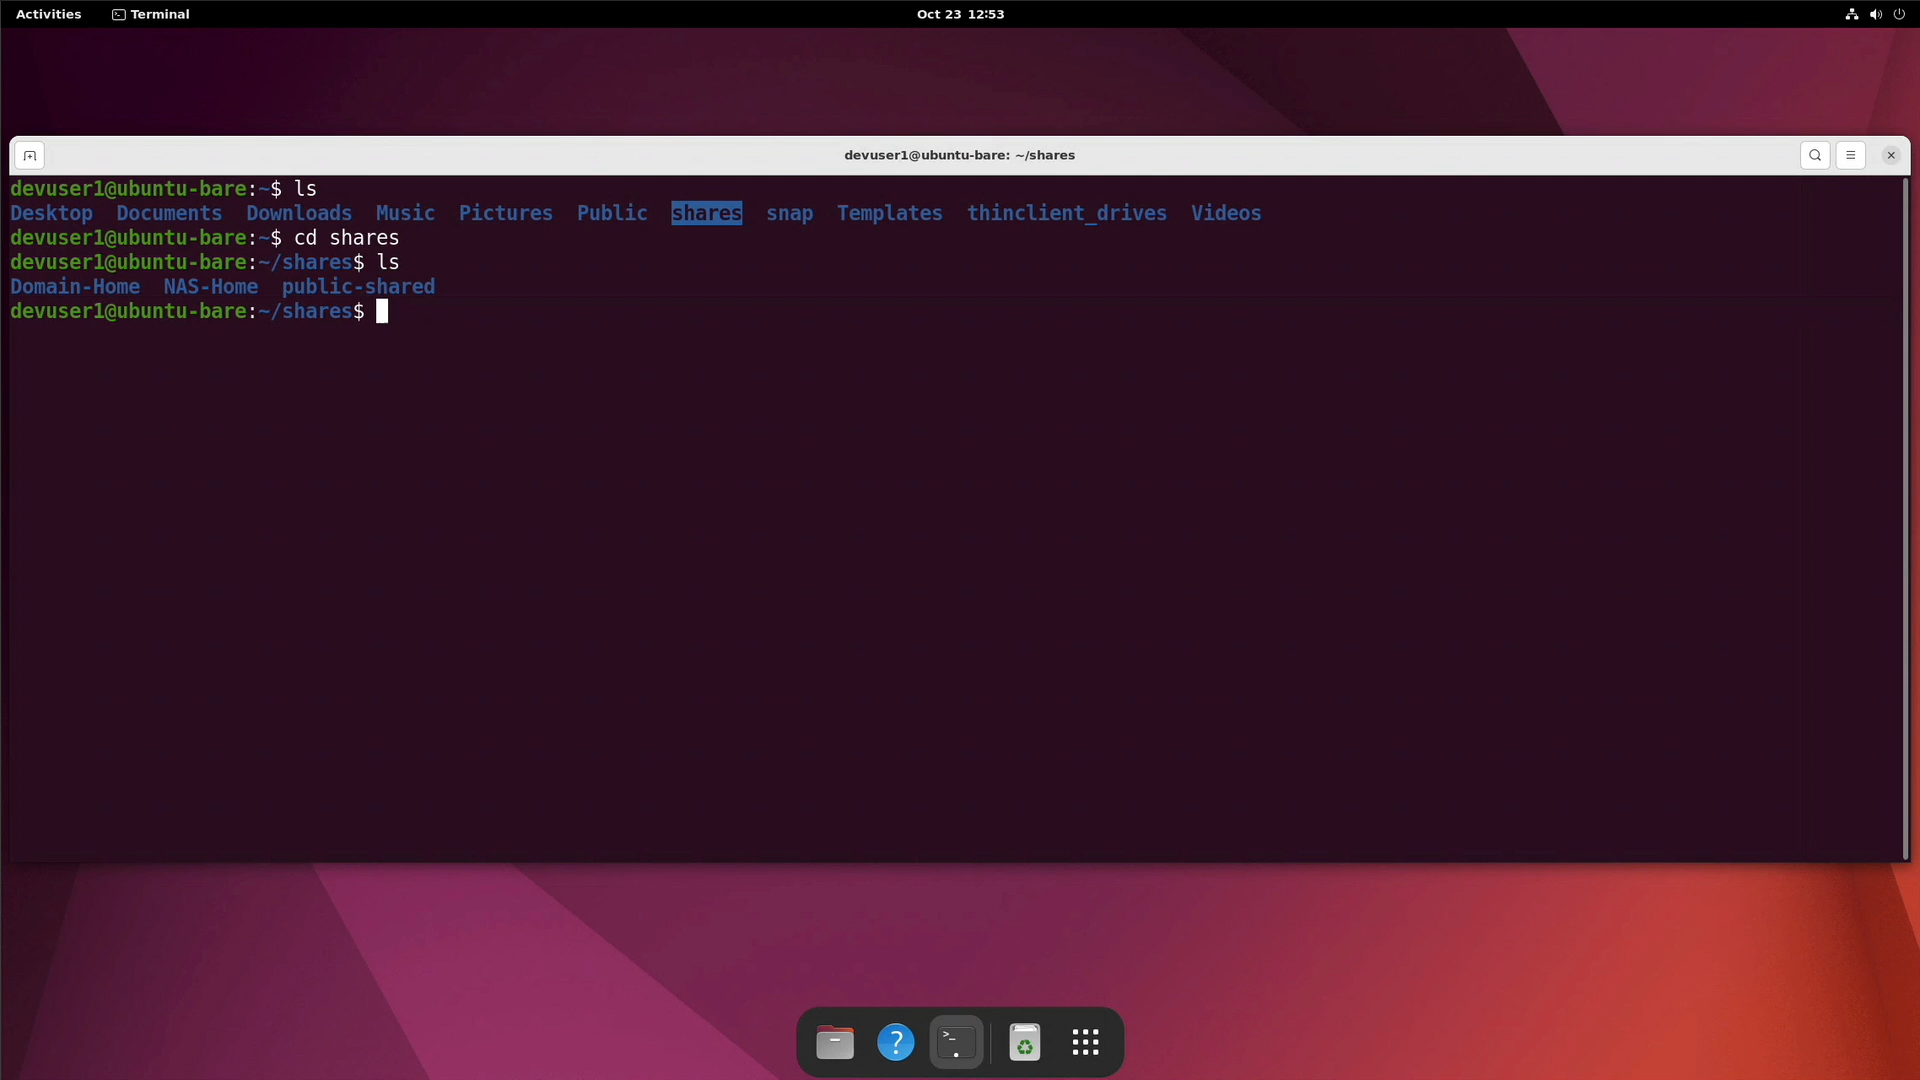 Activities Terminal Oct 23 12:53
devuser1@ubuntu-bare: ~/shares
devuser1@ubuntu-bare:~$ ls
Desktop Documents Downloads Music Pictures Public shares snap Templates thinclient_drives Videos
devuser1@ubuntu-bare:~$ cd shares
devuser1@ubuntu-bare:~/shares$ ls
Domain-Home NAS-Home public-shared
devuser1@ubuntu-bare:~/shares$